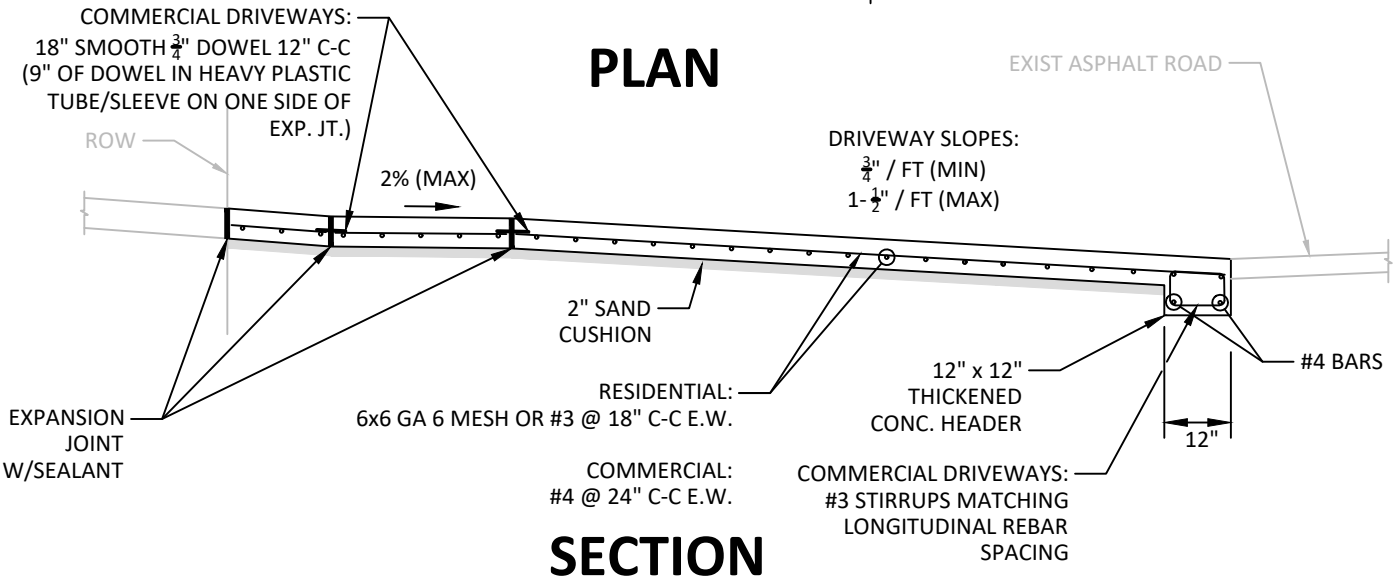 COMMERCIAL DRIVEWAYS:
18" SMOOTH 3/4" DOWEL 12" C-C
(9" OF DOWEL IN HEAVY PLASTIC
TUBE/SLEEVE ON ONE SIDE OF
EXP. JT.)
PLAN
EXIST ASPHALT ROAD
ROW
2% (MAX)
DRIVEWAY SLOPES:
3/4" / FT (MIN)
1-1/2" / FT (MAX)
2" SAND
CUSHION
EXPANSION
JOINT
W/SEALANT
RESIDENTIAL:
6x6 GA 6 MESH OR #3 @ 18" C-C E.W.
COMMERCIAL:
#4 @ 24" C-C E.W.
12" x 12"
THICKENED
CONC. HEADER
#4 BARS
12"
COMMERCIAL DRIVEWAYS:
#3 STIRRUPS MATCHING
LONGITUDINAL REBAR
SPACING
SECTION